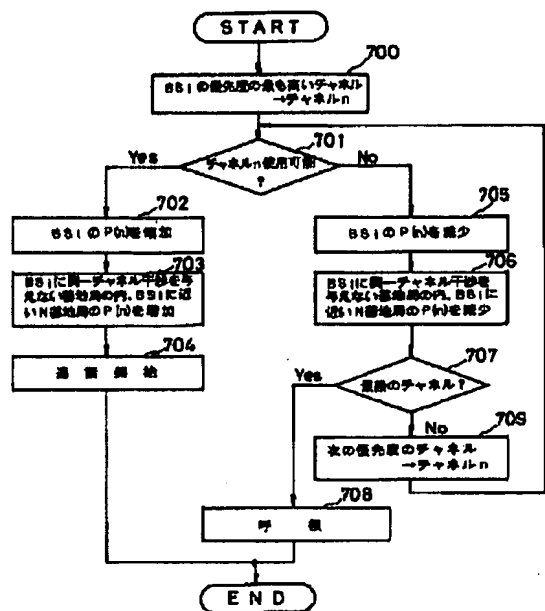 START
700
BSiの優先度の最も高いチャネル
→チャネルn
701
Yes
チャネルn使用可能
?
No
702
BSiのP(n)を増加
705
BSiのP(n)を減少
703
BSiに同一チャネル干渉を与
えない基地局の内、BSiに近
いN基地局のP(n)を増加
706
BSiに同一チャネル干渉を
与えない基地局の内、BSiに
近いN基地局のP(n)を減少
704
通信開始
707
Yes
最後のチャネル?
No
709
次の優先度のチャネル
→チャネルn
708
呼損
END